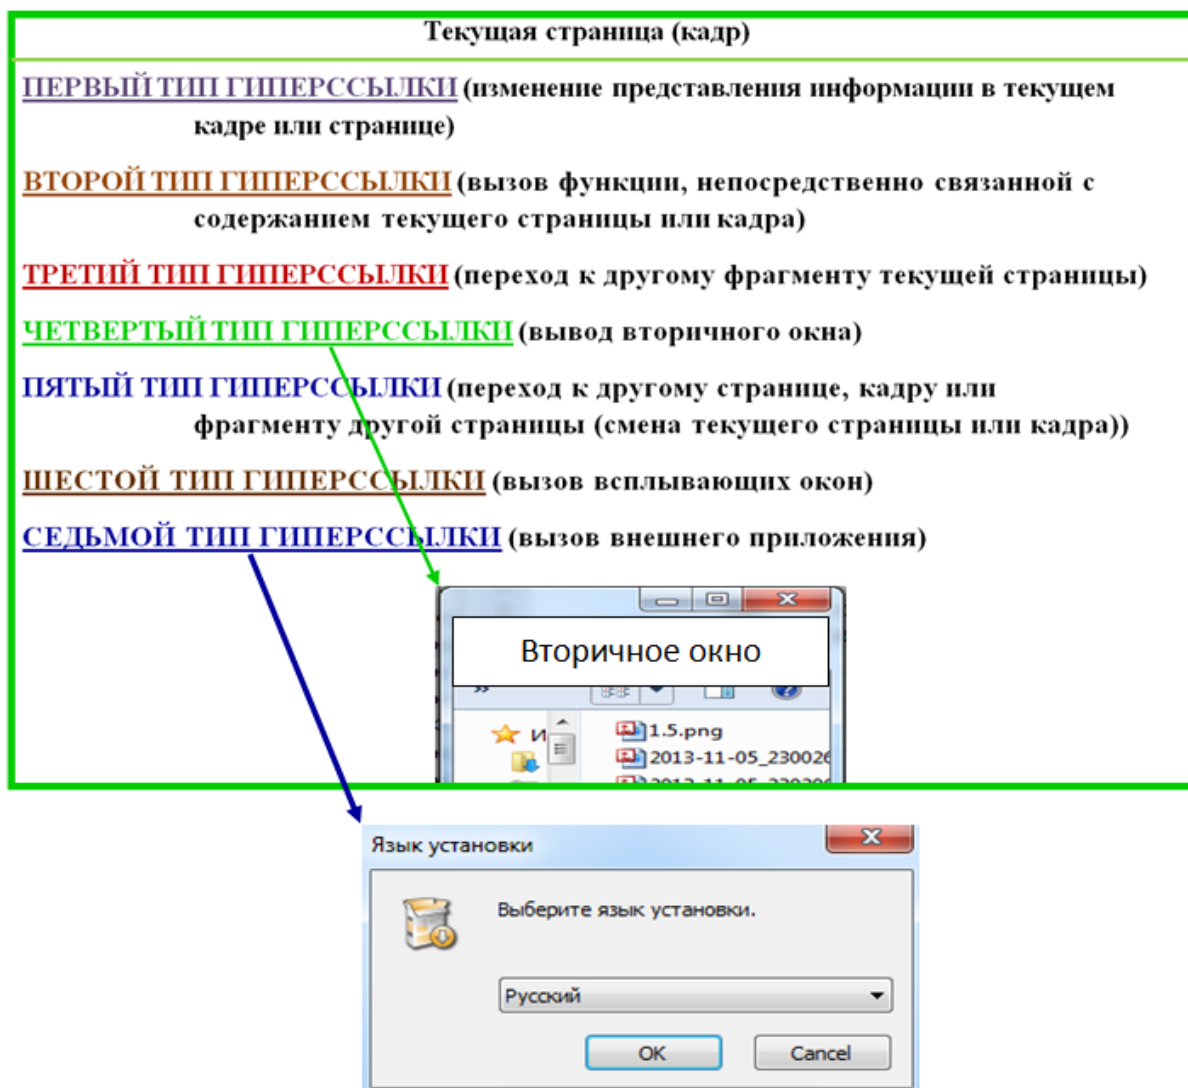 Текущая страница (кадр)
ПЕРВЫЙ ТИП ГИПЕРССЫЛКИ (изменение представления информации в текущем
кадре или странице)
ВТОРОЙ ТИП ГИПЕРССЫЛКИ (вызов функции, непосредственно связанной с
содержанием текущего страницы или кадра)
ТРЕТИЙ ТИП ГИПЕРССЫЛКИ (переход к другому фрагменту текущей страницы)
ЧЕТВЕРТЫЙ ТИП ГИПЕРССЫЛКИ (вывод вторичного окна)
ПЯТЫЙ ТИП ГИПЕРССЫЛКИ (переход к другому странице, кадру или
фрагменту другой страницы (смена текущего страницы или кадра))
ШЕСТОЙ ТИП ГИПЕРССЫЛКИ (вызов всплывающих окон)
СЕДЬМОЙ ТИП ГИПЕРССЫЛКИ (вызов внешнего приложения)
Вторичное окно
»
И
1.5.png
2013-11-05_230026
Язык установки
Выберите язык установки.
Русский
OK
Cancel